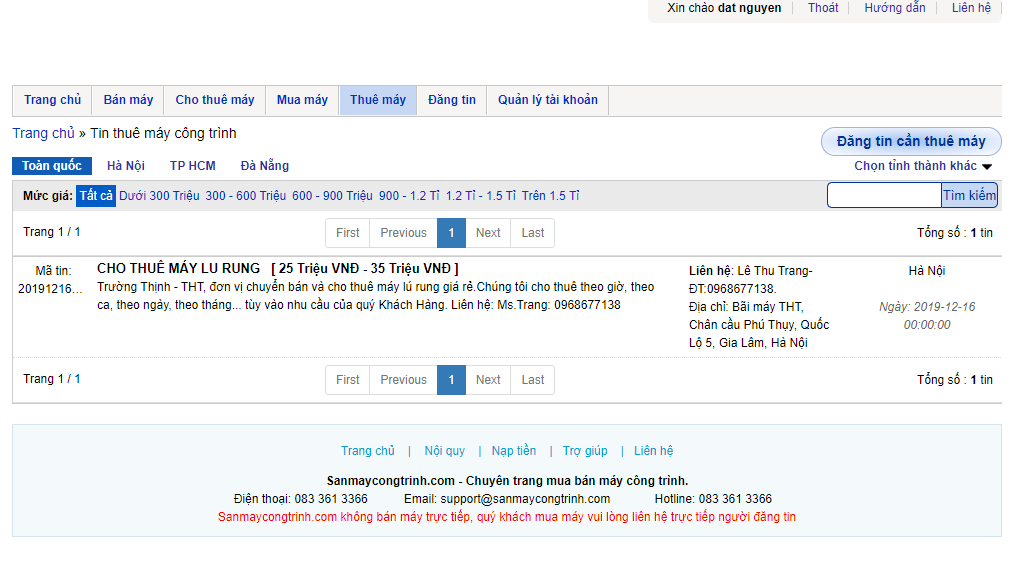 Xin chào dat nguyen Thoát Hướng dẫn Liên hệ
Trang chủ Bán máy Cho thuê máy Mua máy Thuê máy Đăng tin Quản lý tài khoản
Trang chủ » Tin thuê máy công trình
Đăng tin cần thuê máy
Toàn quốc Hà Nội TP HCM Đà Nẵng Chọn tỉnh thành khác
Mức giá: Tất cả Dưới 300 Triệu 300 - 600 Triệu 600 - 900 Triệu 900 - 1.2 Tỉ 1.2 Tỉ - 1.5 Tỉ Trên 1.5 Tỉ Tìm kiếm
Trang 1 / 1 First Previous 1 Next Last Tổng số : 1 tin
Mã tin:
20191216...
CHO THUÊ MÁY LU RUNG [ 25 Triệu VNĐ - 35 Triệu VNĐ ]
Trường Thịnh - THT, đơn vị chuyển bán và cho thuê máy lú rung giá rẻ.Chúng tôi cho thuê theo giờ, theo
ca, theo ngày, theo tháng... tùy vào nhu cầu của quý Khách Hàng. Liên hệ: Ms.Trang: 0968677138
Liên hệ: Lê Thu Trang-
ĐT:0968677138.
Địa chỉ: Bãi máy THT,
Chân cầu Phú Thụy, Quốc
Lộ 5, Gia Lâm, Hà Nội
Hà Nội
Ngày: 2019-12-16
00:00:00
Trang 1 / 1 First Previous 1 Next Last Tổng số : 1 tin
Trang chủ | Nội quy | Nạp tiền | Trợ giúp | Liên hệ
Sanmaycongtrinh.com - Chuyên trang mua bán máy công trình.
Điện thoại: 083 361 3366 Email: support@sanmaycongtrinh.com Hotline: 083 361 3366
Sanmaycongtrinh.com không bán máy trực tiếp, quý khách mua máy vui lòng liên hệ trực tiếp người đăng tin